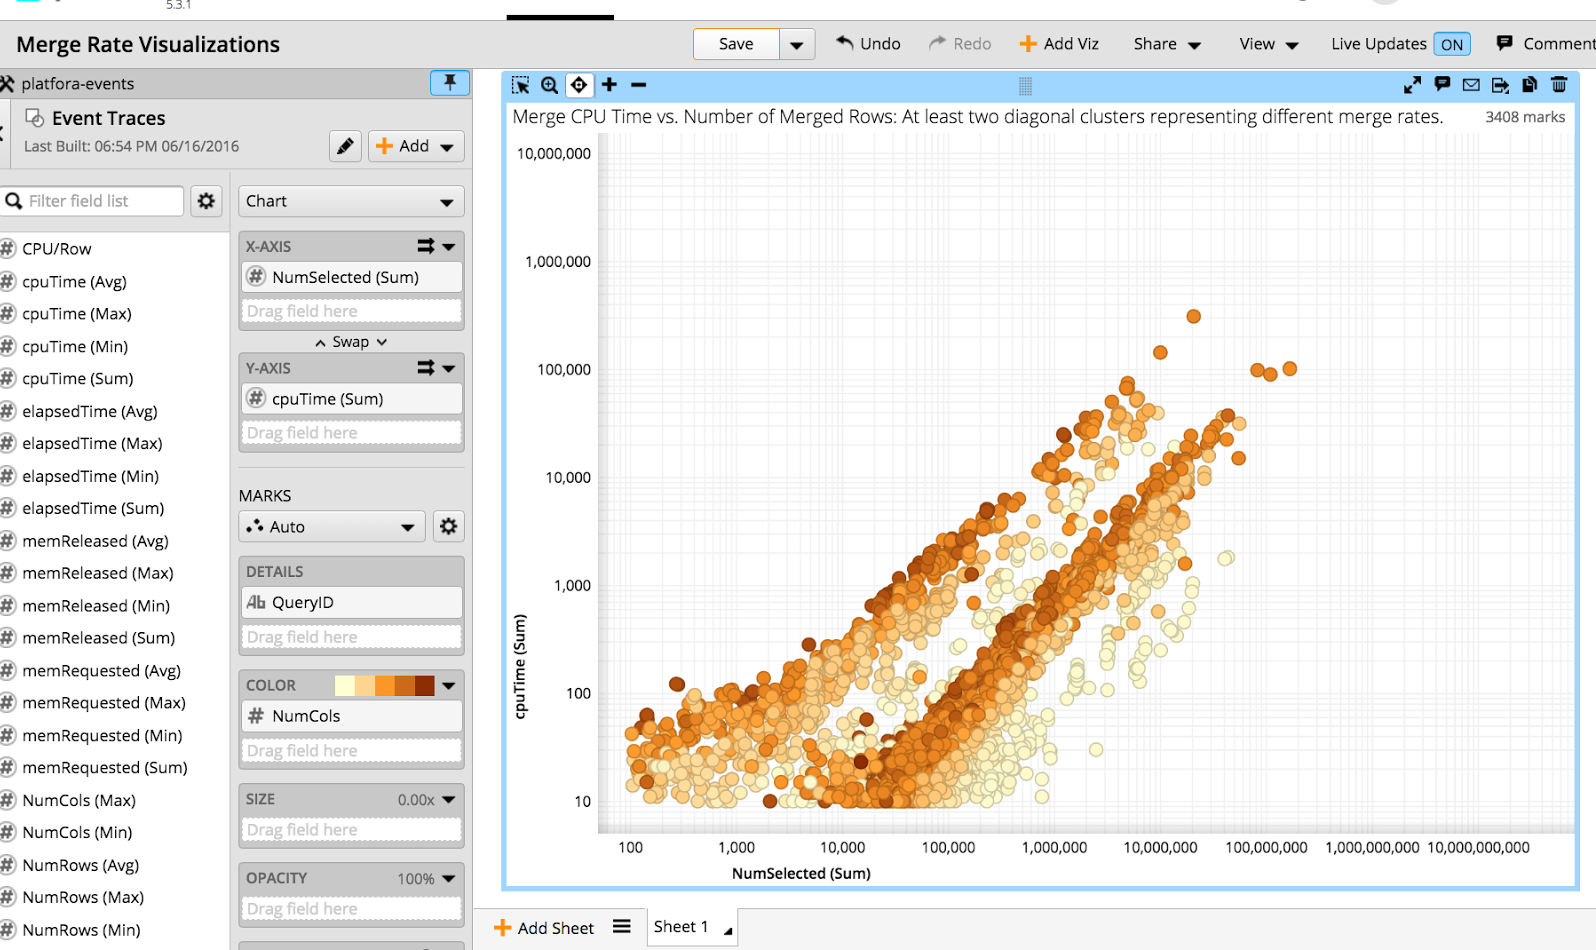 5.3.1
Merge Rate Visualizations
Save
Undo
Redo
Add Viz
Share
View
Live Updates
ON
Comment
platfora-events
Event Traces
Last Built: 06:54 PM 06/16/2016
Add
Filter field list
CPU/Row
cpuTime (Avg)
cpuTime (Max)
cpuTime (Min)
cpuTime (Sum)
elapsedTime (Avg)
elapsedTime (Max)
elapsedTime (Min)
elapsedTime (Sum)
memReleased (Avg)
memReleased (Max)
memReleased (Min)
memReleased (Sum)
memRequested (Avg)
memRequested (Max)
memRequested (Min)
memRequested (Sum)
NumCols (Max)
NumCols (Min)
NumRows (Avg)
NumRows (Max)
NumRows (Min)
Chart
X-AXIS
# NumSelected (Sum)
Drag field here
Swap
Y-AXIS
# cpuTime (Sum)
Drag field here
MARKS
Auto
DETAILS
Ab QueryID
Drag field here
COLOR
# NumCols
Drag field here
SIZE 0.00x
Drag field here
OPACITY 100%
Drag field here
Merge CPU Time vs. Number of Merged Rows: At least two diagonal clusters representing different merge rates.
3408 marks
10,000,000
1,000,000
100,000
10,000
1,000
100
10
cpuTime (Sum)
100 1,000 10,000 100,000 1,000,000 10,000,000 100,000,000 1,000,000,000 10,000,000,000
NumSelected (Sum)
Add Sheet
Sheet 1